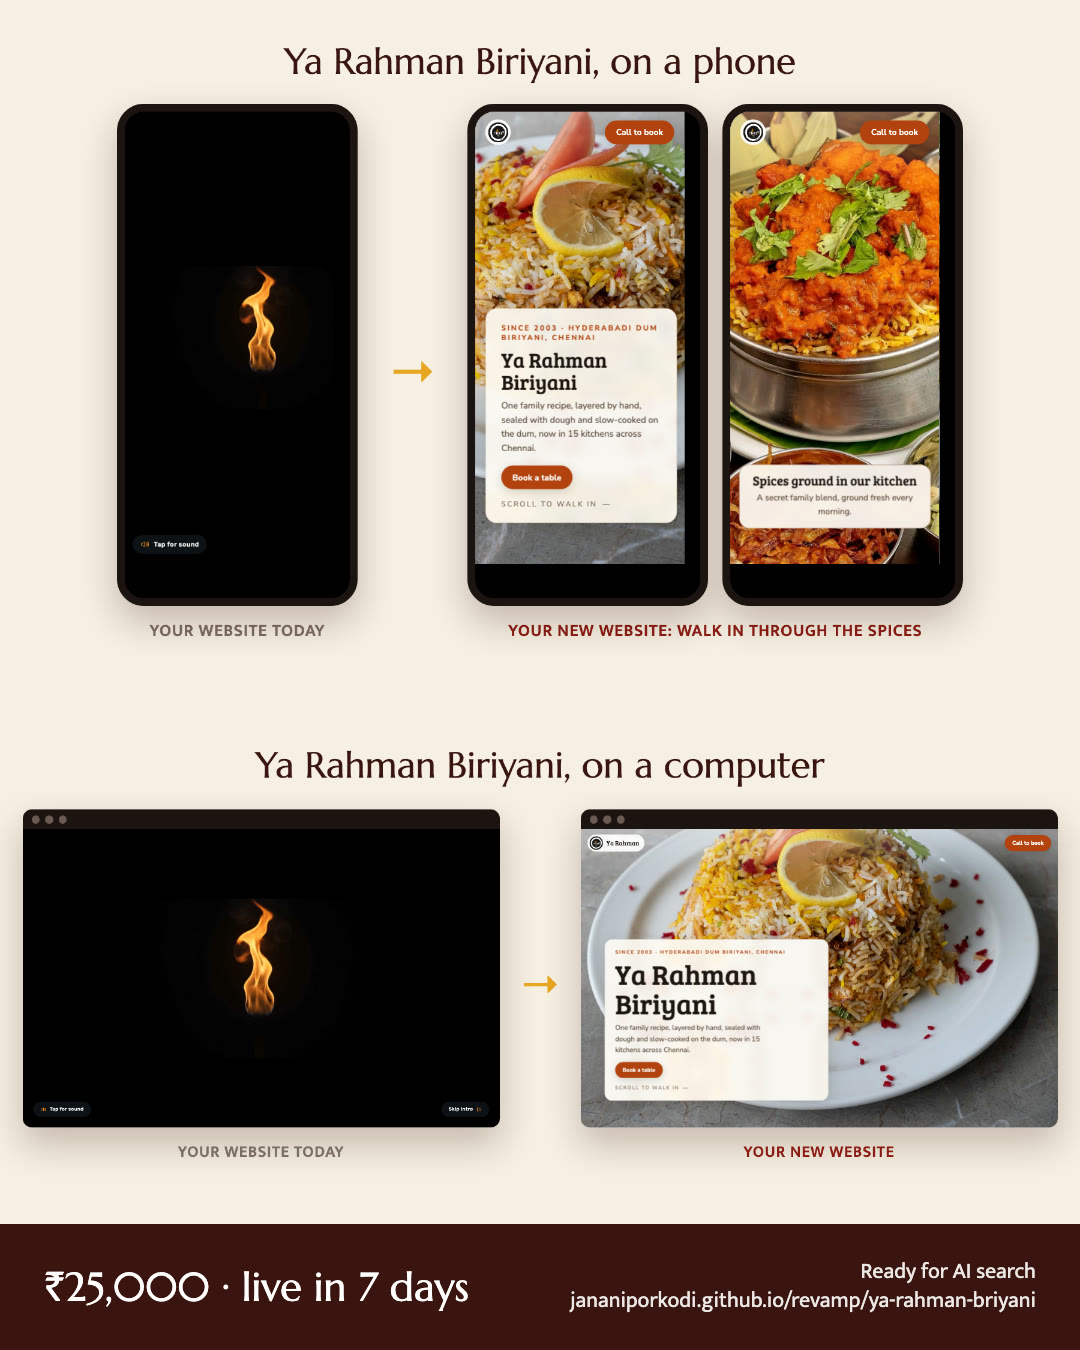 Ya Rahman Biriyani, on a phone
Tap for sound
Call to book
SINCE 2003 · HYDERABADI DUM
BIRIYANI, CHENNAI
Ya Rahman
Biriyani
One family recipe, layered by hand,
sealed with dough and slow-cooked on
the dum, now in 15 kitchens across
Chennai.
Book a table
SCROLL TO WALK IN —
Call to book
Spices ground in our kitchen
A secret family blend, ground fresh every
morning.
YOUR WEBSITE TODAY
YOUR NEW WEBSITE: WALK IN THROUGH THE SPICES
Ya Rahman Biriyani, on a computer
Tap for sound
Skip intro
Ya Rahman
Call to book
SINCE 2003 · HYDERABADI DUM BIRIYANI, CHENNAI
Ya Rahman
Biriyani
One family recipe, layered by hand, sealed with
dough and slow-cooked on the dum, now in 15
kitchens across Chennai.
Book a table
SCROLL TO WALK IN —
YOUR WEBSITE TODAY
YOUR NEW WEBSITE
₹25,000 · live in 7 days
Ready for AI search
jananiporkodi.github.io/revamp/ya-rahman-briyani